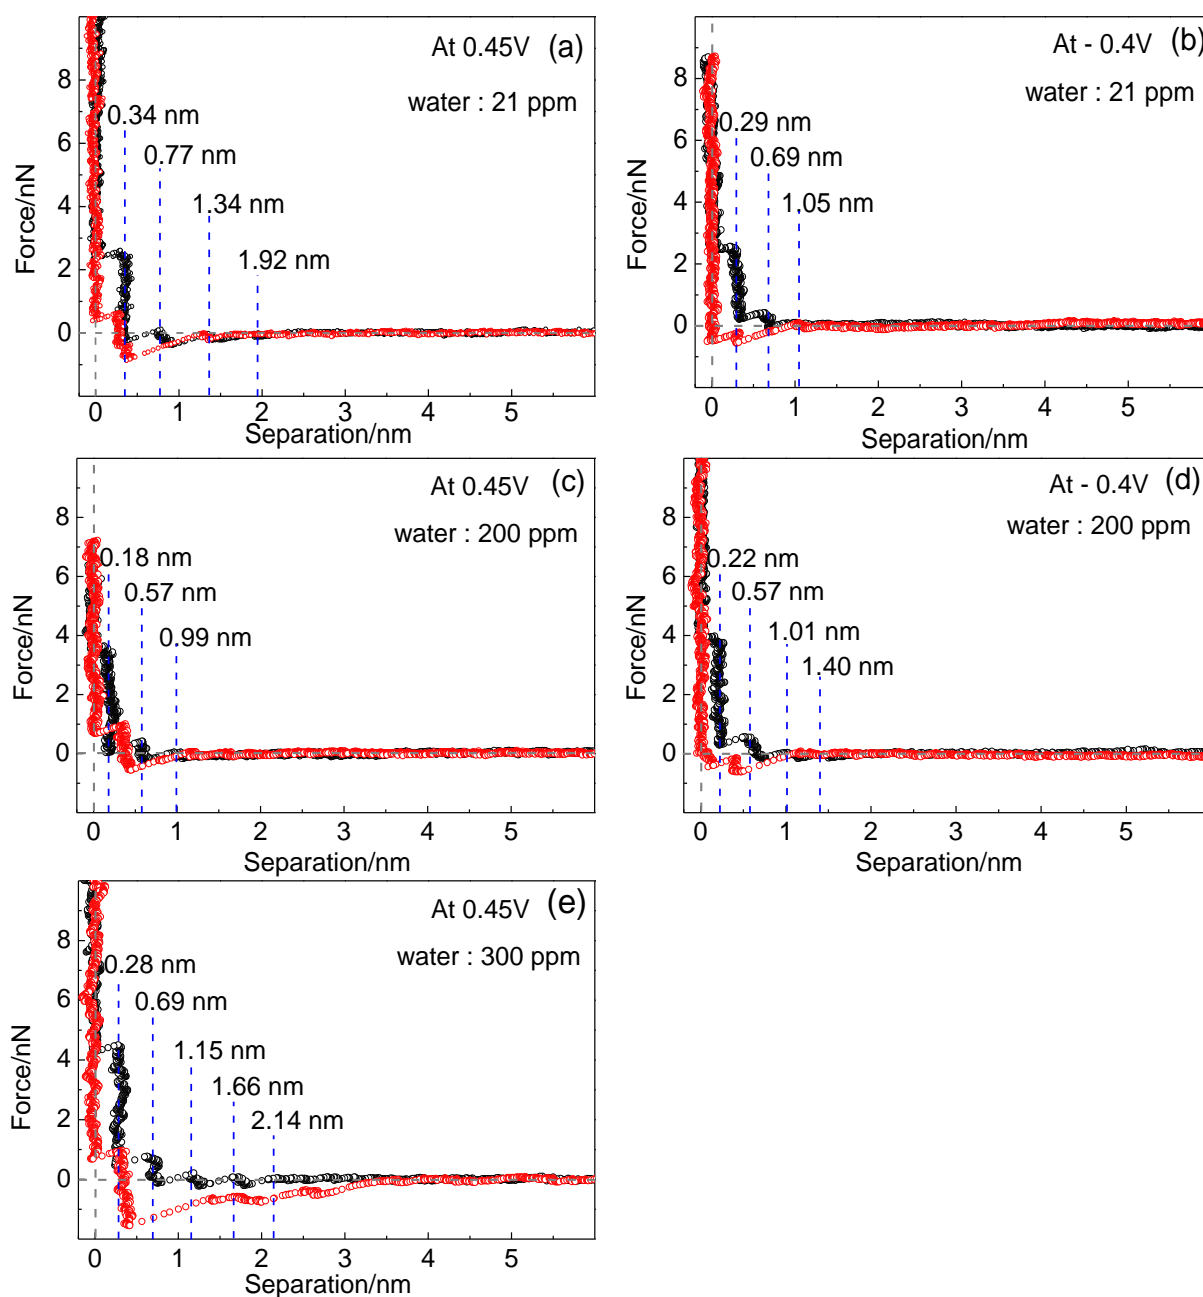 At 0.45V (a)
water : 21 ppm
0.34 nm
0.77 nm
1.34 nm
1.92 nm
Force/nN
8
6
4
2
0
0 1 2 3 4 5
Separation/nm
At - 0.4V (b)
water : 21 ppm
0.29 nm
0.69 nm
1.05 nm
Force/nN
8
6
4
2
0
0 1 2 3 4 5
Separation/nm
At 0.45V (c)
water : 200 ppm
0.18 nm
0.57 nm
0.99 nm
Force/nN
8
6
4
2
0
0 1 2 3 4 5
Separation/nm
At - 0.4V (d)
water : 200 ppm
0.22 nm
0.57 nm
1.01 nm
1.40 nm
Force/nN
8
6
4
2
0
0 1 2 3 4 5
Separation/nm
At 0.45V (e)
water : 300 ppm
0.28 nm
0.69 nm
1.15 nm
1.66 nm
2.14 nm
Force/nN
8
6
4
2
0
0 1 2 3 4 5
Separation/nm